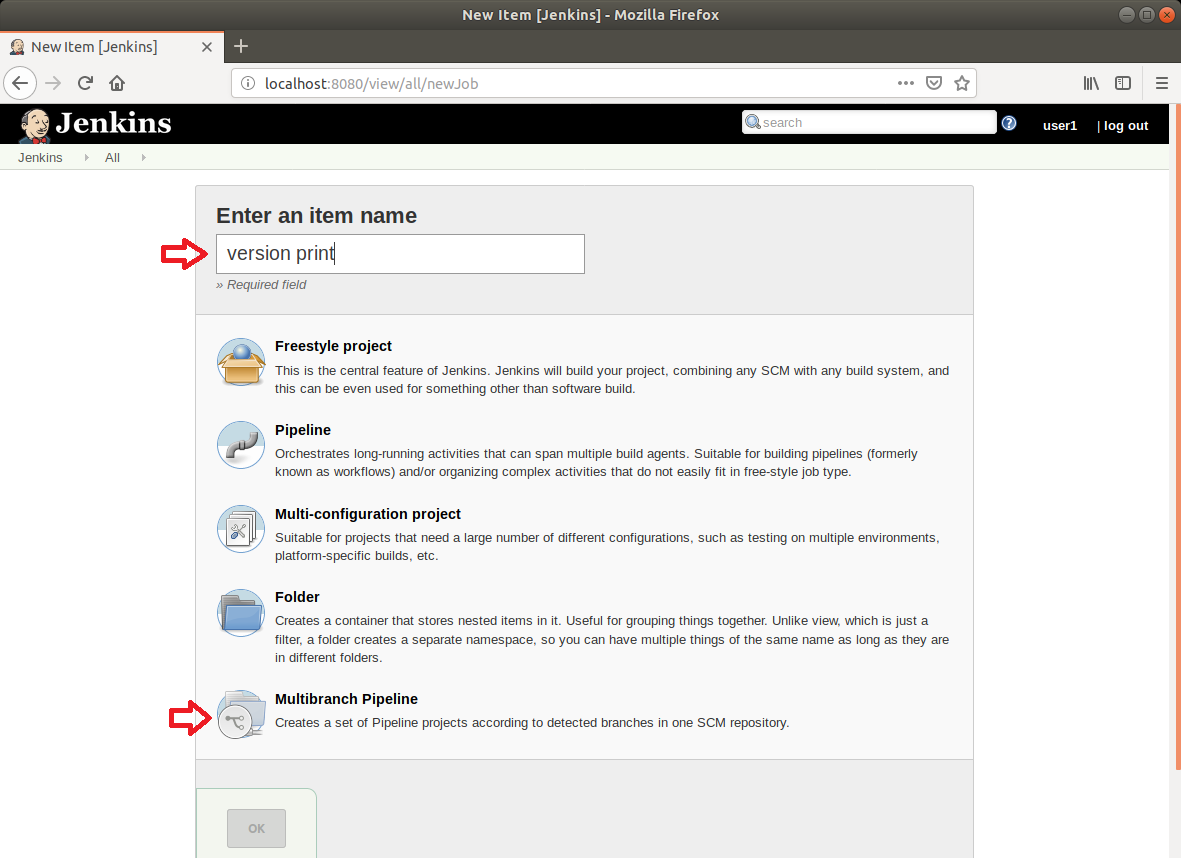 New Item [Jenkins] - Mozilla Firefox
New Item [Jenkins]
localhost:8080/view/all/newJob
Jenkins
search
user1
| log out
Jenkins
All
Enter an item name
version print
» Required field
Freestyle project
This is the central feature of Jenkins. Jenkins will build your project, combining any SCM with any build system, and
this can be even used for something other than software build.
Pipeline
Orchestrates long-running activities that can span multiple build agents. Suitable for building pipelines (formerly
known as workflows) and/or organizing complex activities that do not easily fit in free-style job type.
Multi-configuration project
Suitable for projects that need a large number of different configurations, such as testing on multiple environments,
platform-specific builds, etc.
Folder
Creates a container that stores nested items in it. Useful for grouping things together. Unlike view, which is just a
filter, a folder creates a separate namespace, so you can have multiple things of the same name as long as they are
in different folders.
Multibranch Pipeline
Creates a set of Pipeline projects according to detected branches in one SCM repository.
OK